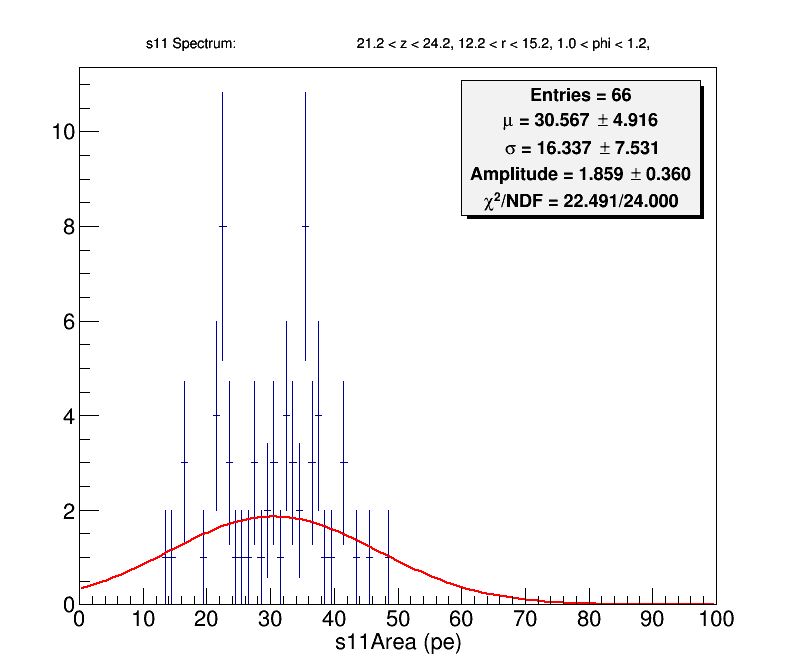 s11 Spectrum: 21.2 < z < 24.2, 12.2 < r < 15.2, 1.0 < phi < 1.2,
Entries = 66
μ = 30.567 ± 4.916
σ = 16.337 ± 7.531
Amplitude = 1.859 ± 0.360
χ²/NDF = 22.491/24.000
10
8
6
4
2
0
0 10 20 30 40 50 60 70 80 90 100
s11Area (pe)